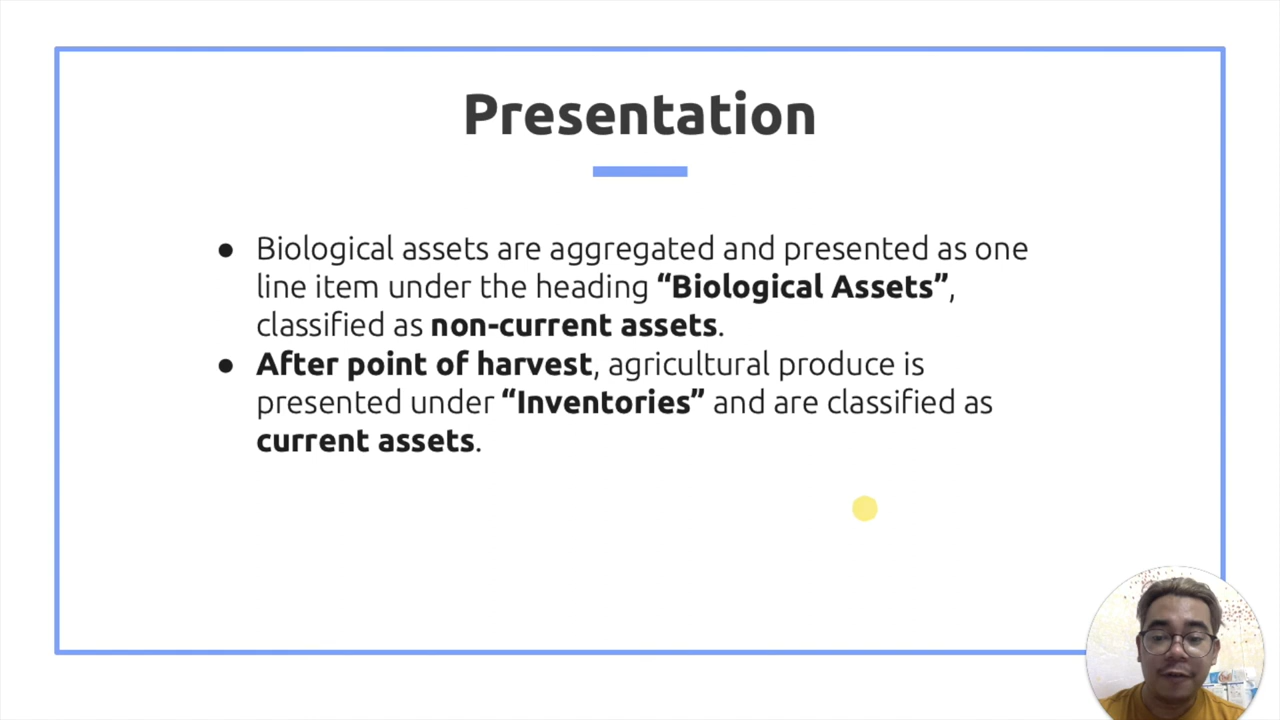 Presentation
● Biological assets are aggregated and presented as one
line item under the heading “Biological Assets”,
classified as non-current assets.
● After point of harvest, agricultural produce is
presented under “Inventories” and are classified as
current assets.